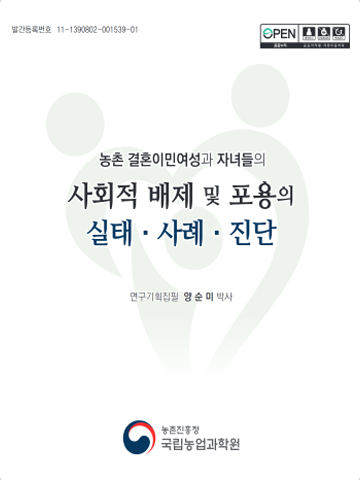 발간등록번호 11-1390802-001539-01
OPEN
농촌 결혼이민여성과 자녀들의
사회적 배제 및 포용의
실태 · 사례 · 진단
연구기획집필 양 순 미 박사
농촌진흥청
국립농업과학원